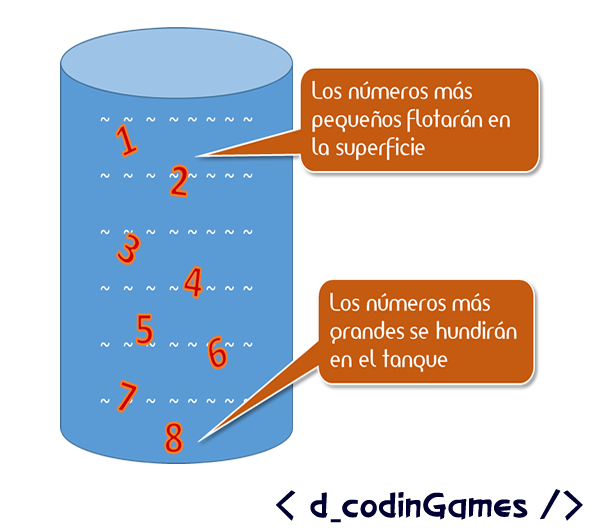 ~ ~ ~ ~ ~ ~ ~ ~
1
2
~ ~ ~ ~ ~ ~ ~ ~
~ ~ ~ ~ ~ ~ ~ ~
3
4
~ ~ ~ ~ ~ ~ ~ ~
5
6
~ ~ ~ ~ ~ ~ ~ ~
7
~ ~ ~ ~ ~ ~ ~ ~
8
Los números más
pequeños flotarán en
la superficie
Los números más
grandes se hundirán
en el tanque
< d_codinGames />